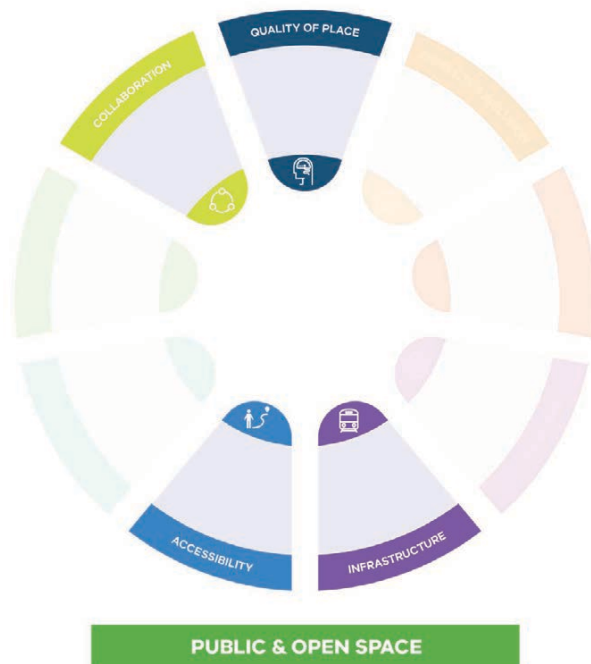 QUALITY OF PLACE
COLLABORATION
ACCESSIBILITY
INFRASTRUCTURE
PUBLIC & OPEN SPACE